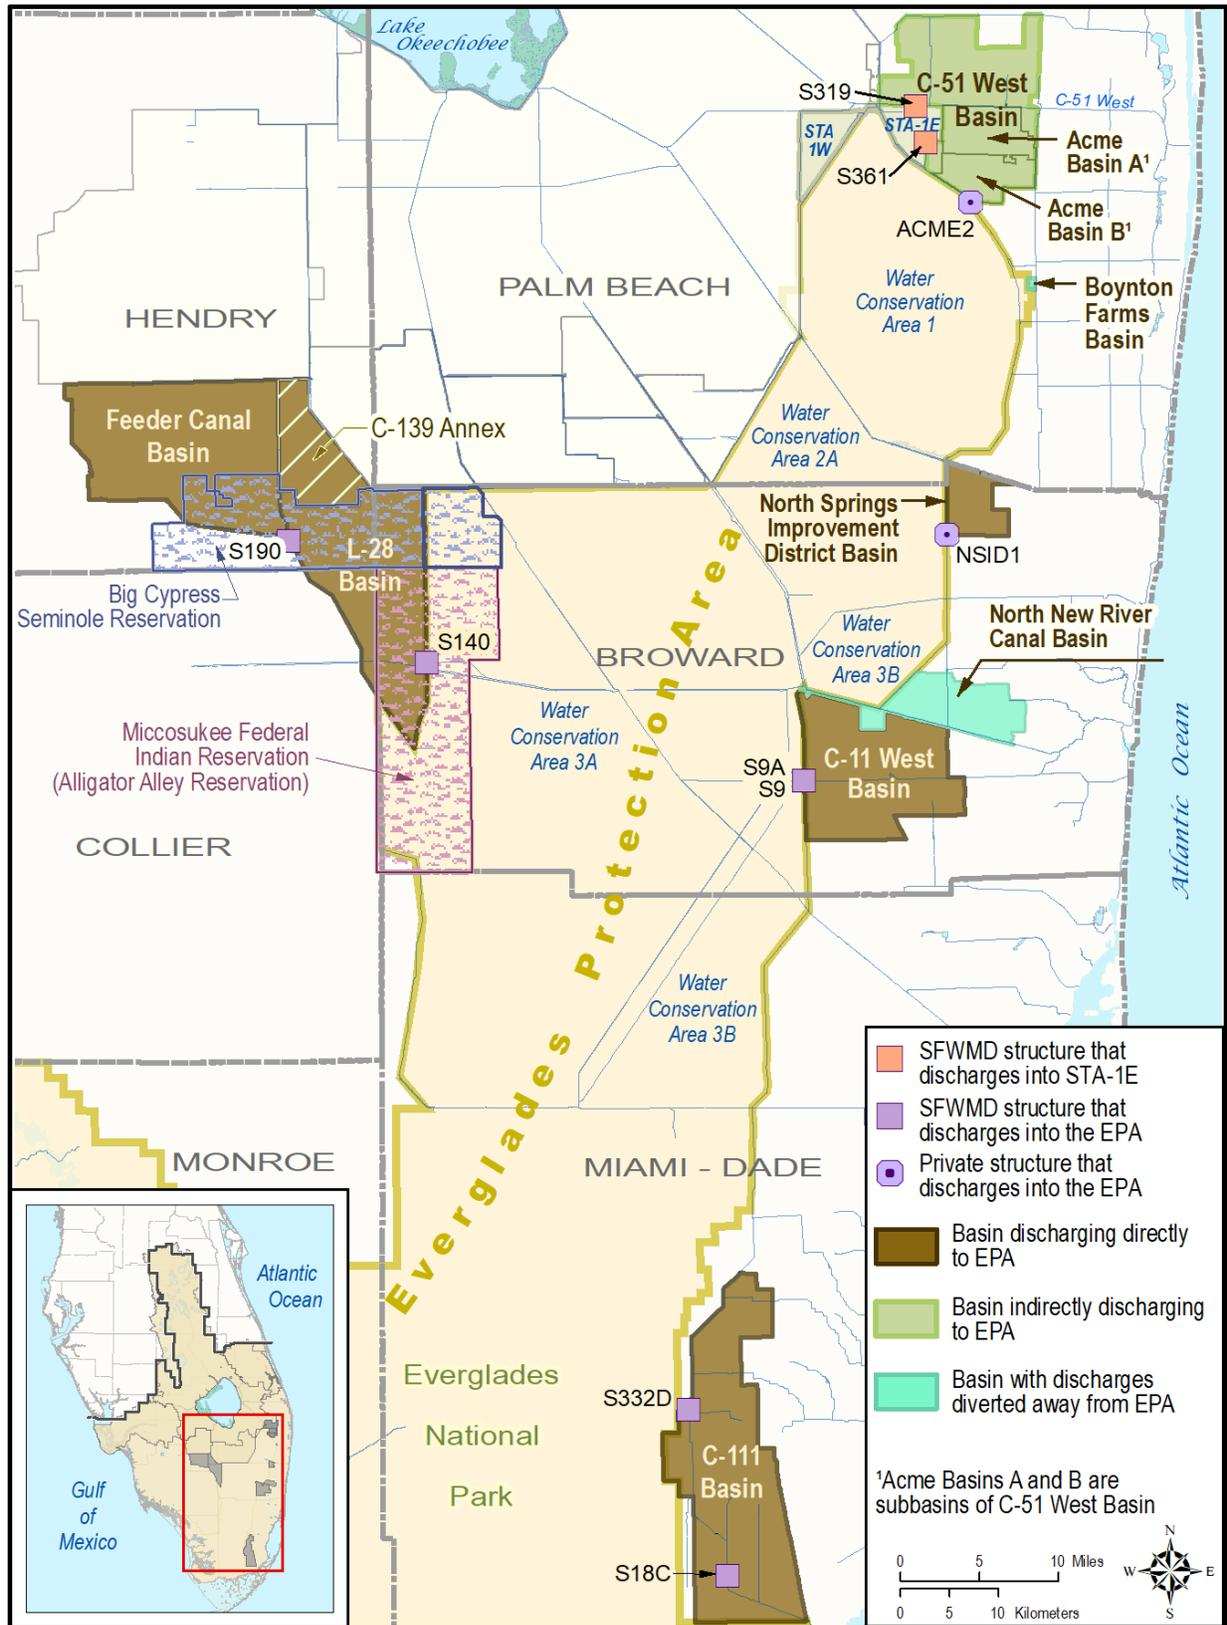 Lake
Okeechobee
S319
C-51 West
Basin
C-51 West
STA
1W
STA-1E
S361
Acme
Basin A¹
Acme
Basin B¹
ACME2
Boynton
Farms
Basin
PALM BEACH
Water
Conservation
Area 1
HENDRY
Feeder Canal
Basin
C-139 Annex
Water
Conservation
Area 2A
North Springs
Improvement
District Basin
NSID1
S190
L-28
Basin
Big Cypress
Seminole Reservation
S140
BROWARD
Water
Conservation
Area 3B
North New River
Canal Basin
Water
Conservation
Area 3A
Miccosukee Federal
Indian Reservation
(Alligator Alley Reservation)
S9A
S9
C-11 West
Basin
COLLIER
Atlantic Ocean
Everglades Protection Area
Water
Conservation
Area 3B
MONROE
MIAMI - DADE
Everglades
National
Park
S332D
C-111
Basin
S18C
Atlantic
Ocean
Gulf
of
Mexico
SFWMD structure that
discharges into STA-1E
SFWMD structure that
discharges into the EPA
Private structure that
discharges into the EPA
Basin discharging directly
to EPA
Basin indirectly discharging
to EPA
Basin with discharges
diverted away from EPA
¹Acme Basins A and B are
subbasins of C-51 West Basin
0 5 10 Miles
0 5 10 Kilometers
N
W E
S